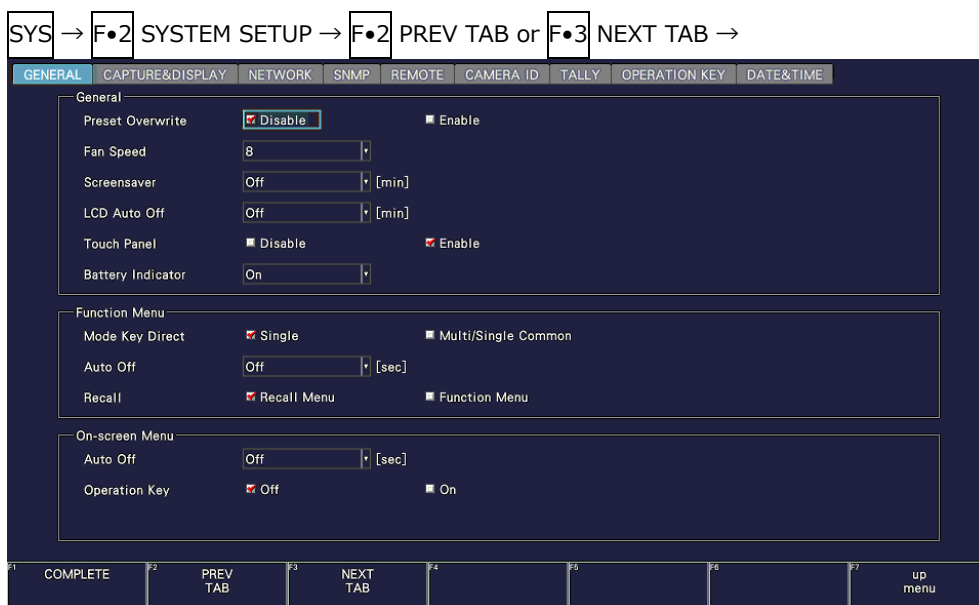 SYS → F•2 SYSTEM SETUP → F•2 PREV TAB or F•3 NEXT TAB →
GENERAL CAPTURE&DISPLAY NETWORK SNMP REMOTE CAMERA ID TALLY OPERATION KEY DATE&TIME
General
Preset Overwrite Disable Enable
Fan Speed 8
Screensaver Off [min]
LCD Auto Off Off [min]
Touch Panel Disable Enable
Battery Indicator On
Function Menu
Mode Key Direct Single Multi/Single Common
Auto Off Off [sec]
Recall Recall Menu Function Menu
On-screen Menu
Auto Off Off [sec]
Operation Key Off On
F1 COMPLETE F2 PREV F3 NEXT F4 F5 F6 F7 up
TAB TAB menu